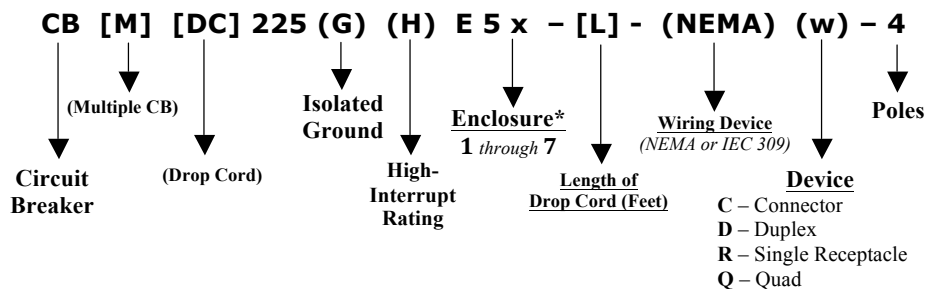 CB [M] [DC] 225 (G) (H) E 5 x – [L] - (NEMA) (w) – 4
(Multiple CB)
Isolated
Ground
Enclosure*
1 through 7
Wiring Device
(NEMA or IEC 309)
Poles
Circuit
Breaker
(Drop Cord)
High-
Interrupt
Rating
Length of
Drop Cord (Feet)
Device
C – Connector
D – Duplex
R – Single Receptacle
Q – Quad